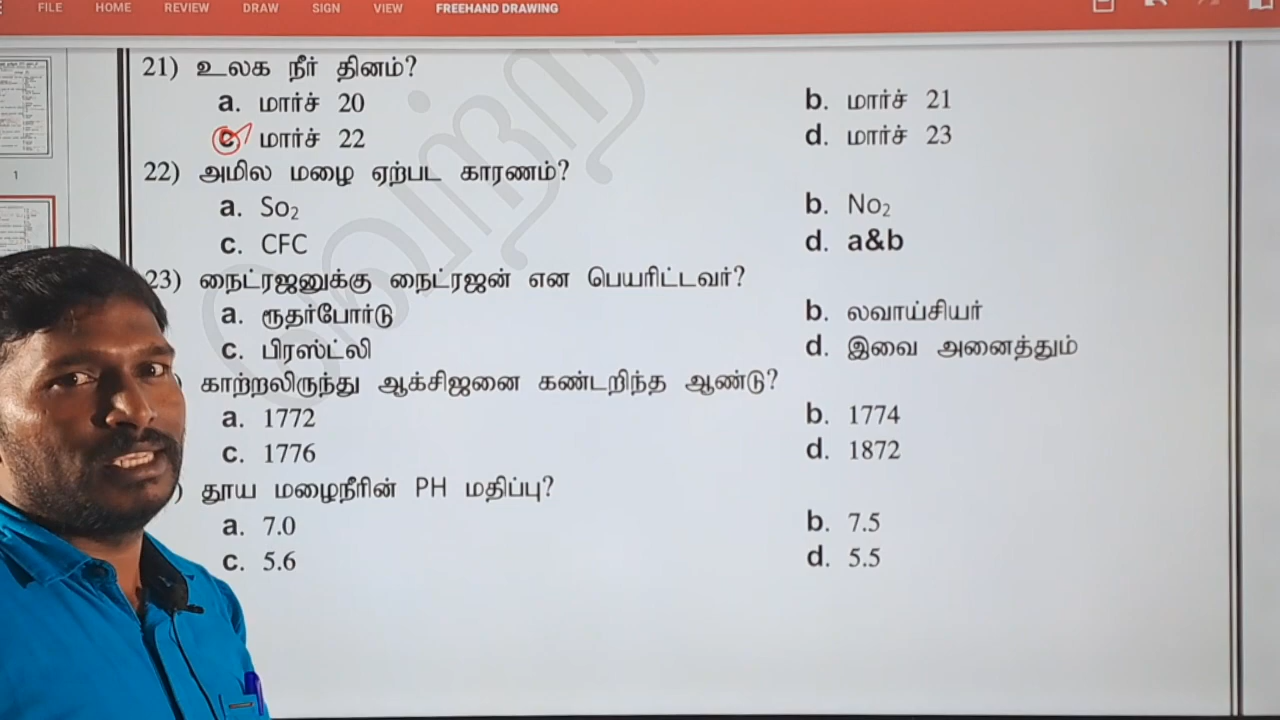 FILE HOME REVIEW DRAW SIGN VIEW FREEHAND DRAWING
21) உலக நீர் தினம்?
a. மார்ச் 20 b. மார்ச் 21
c. மார்ச் 22 d. மார்ச் 23
22) அமில மழை ஏற்பட காரணம்?
a. So₂ b. No₂
c. CFC d. a&b
23) நைட்ரஜனுக்கு நைட்ரஜன் என பெயரிட்டவர்?
a. ரூதர்போர்டு b. லவாய்சியர்
c. பிரஸ்ட்லி d. இவை அனைத்தும்
) காற்றலிருந்து ஆக்சிஜனை கண்டறிந்த ஆண்டு?
a. 1772 b. 1774
c. 1776 d. 1872
) தூய மழைநீரின் PH மதிப்பு?
a. 7.0 b. 7.5
c. 5.6 d. 5.5
1